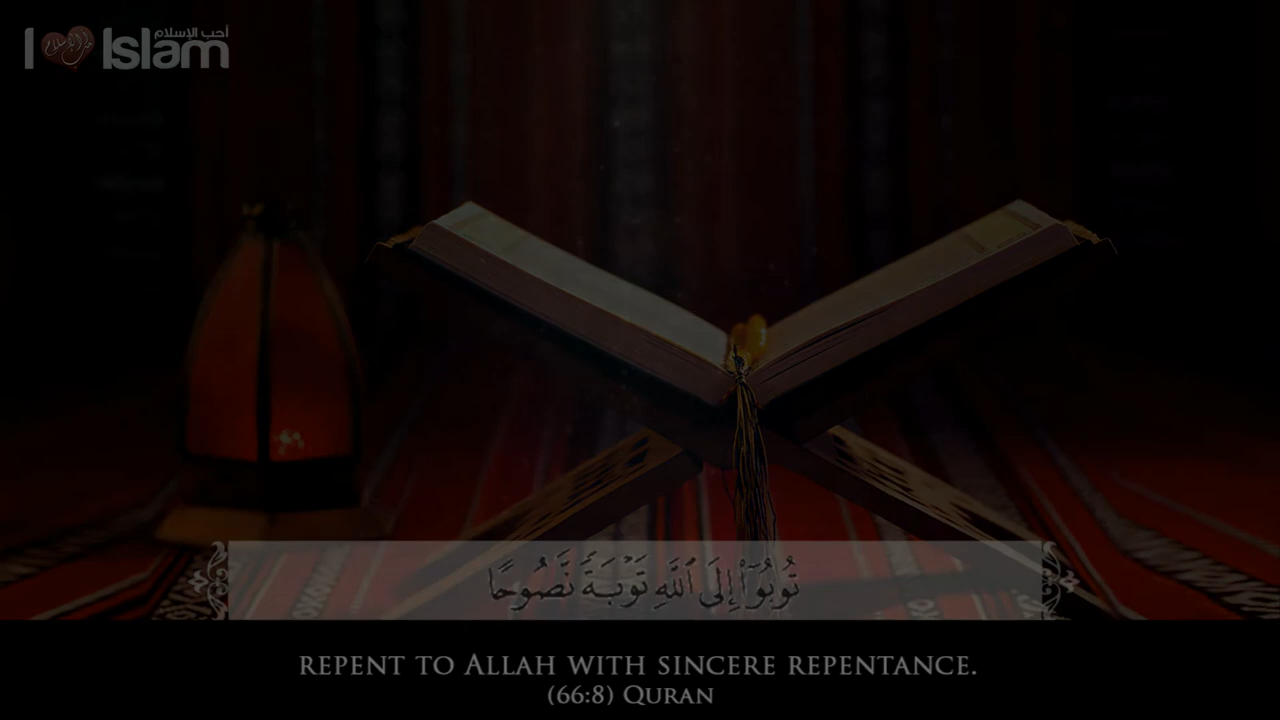 أحب الإسلام
I Islam
تُوبُوٓا۟ إِلَى ٱللَّهِ تَوْبَةً نَّصُوحًا
REPENT TO ALLAH WITH SINCERE REPENTANCE.
(66:8) QURAN